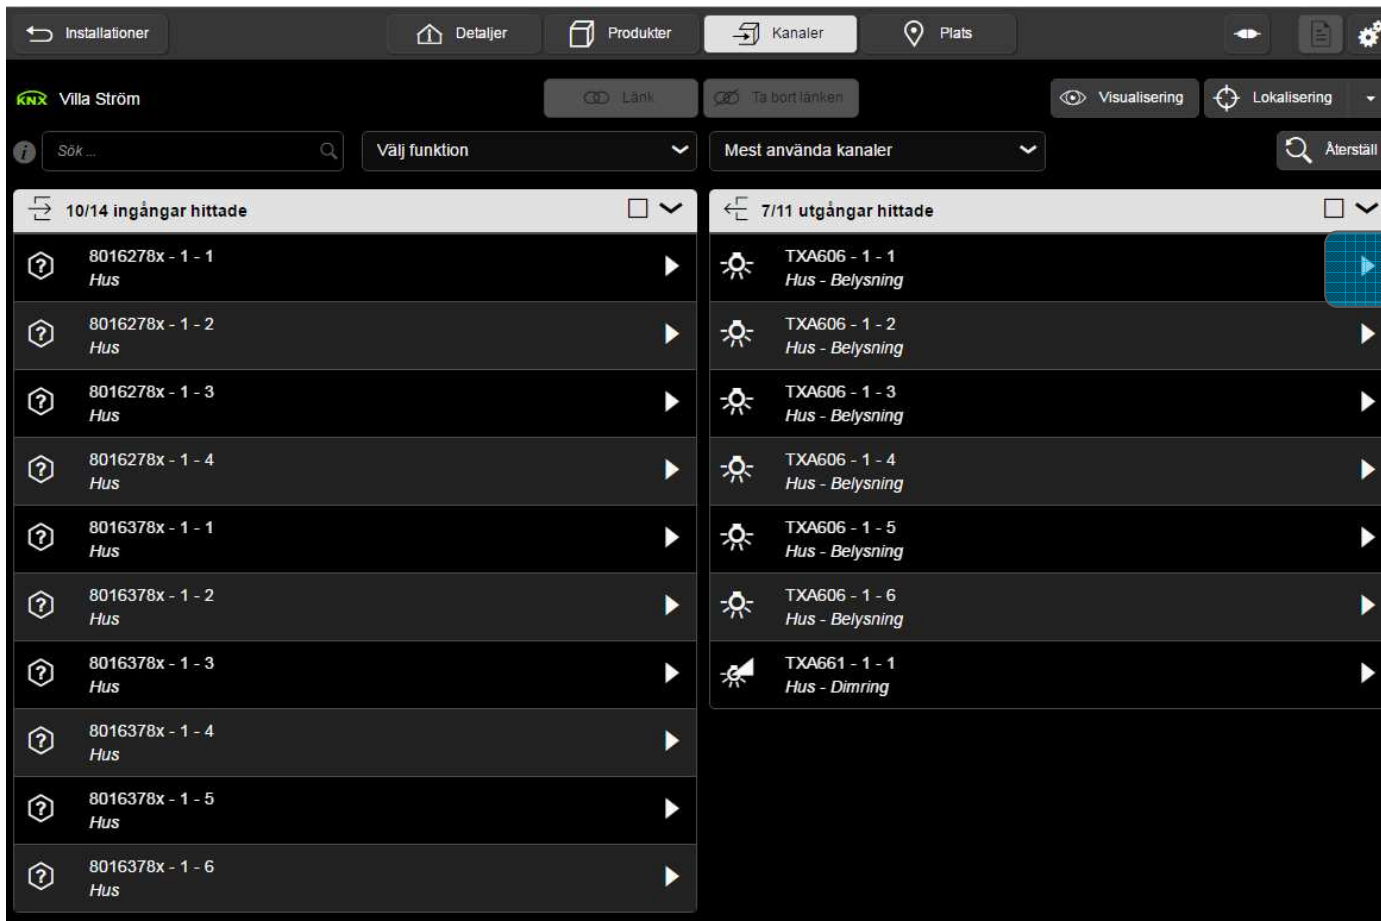 Installationer
Detaljer
Produkter
Kanaler
Plats
KNX Villa Ström
Länk
Ta bort länken
Visualisering
Lokalisering
i
Sök ...
Välj funktion
Mest använda kanaler
Återställ
10/14 ingångar hittade
8016278x - 1 - 1
Hus
8016278x - 1 - 2
Hus
8016278x - 1 - 3
Hus
8016278x - 1 - 4
Hus
8016378x - 1 - 1
Hus
8016378x - 1 - 2
Hus
8016378x - 1 - 3
Hus
8016378x - 1 - 4
Hus
8016378x - 1 - 5
Hus
8016378x - 1 - 6
Hus
7/11 utgångar hittade
TXA606 - 1 - 1
Hus - Belysning
TXA606 - 1 - 2
Hus - Belysning
TXA606 - 1 - 3
Hus - Belysning
TXA606 - 1 - 4
Hus - Belysning
TXA606 - 1 - 5
Hus - Belysning
TXA606 - 1 - 6
Hus - Belysning
TXA661 - 1 - 1
Hus - Dimring